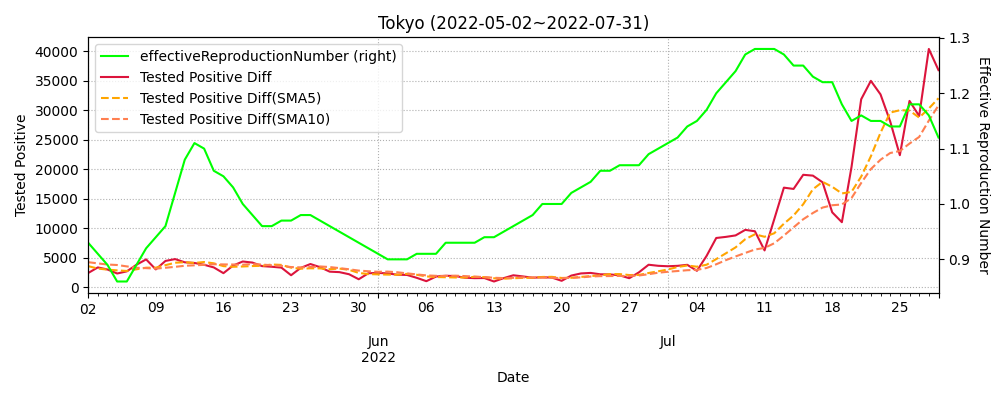 Tokyo (2022-05-02~2022-07-31)
effectiveReproductionNumber (right)
Tested Positive Diff
Tested Positive Diff(SMA5)
Tested Positive Diff(SMA10)
Tested Positive
40000
35000
30000
25000
20000
15000
10000
5000
0
Effective Reproduction Number
1.3
1.2
1.1
1.0
0.9
02 09 16 23 30 06 13 20 27 04 11 18 25
Jun Jul
2022
Date